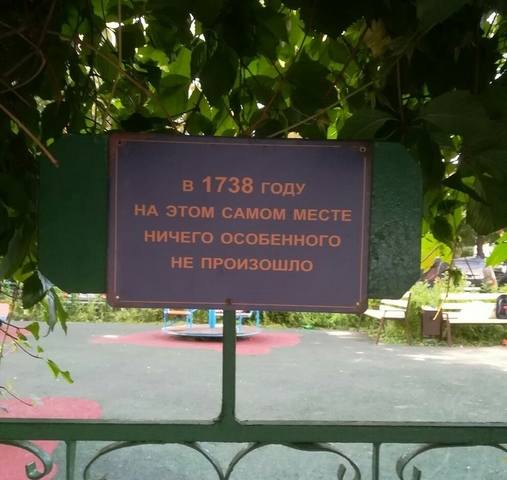 В 1738 ГОДУ
НА ЭТОМ САМОМ МЕСТЕ
НИЧЕГО ОСОБЕННОГО
НЕ ПРОИЗОШЛО